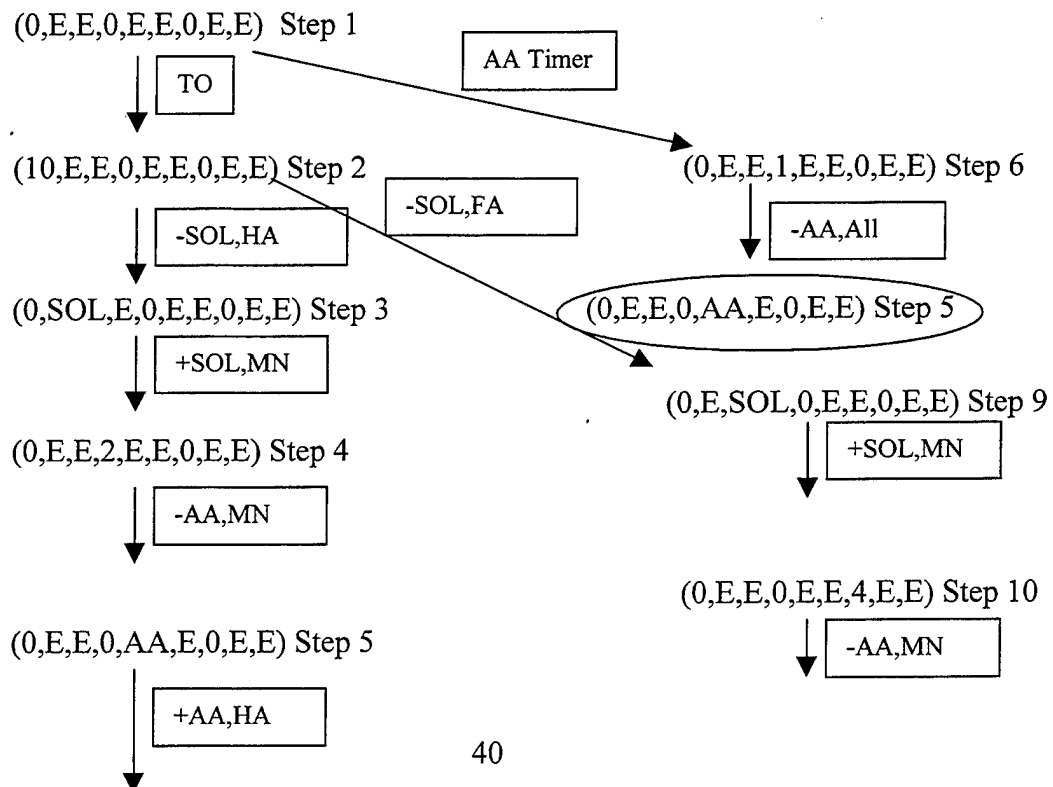 (0,E,E,0,E,E,0,E,E) Step 1
AA Timer
TO
(10,E,E,0,E,E,0,E,E) Step 2
(0,E,E,1,E,E,0,E,E) Step 6
-SOL,FA
-SOL,HA
-AA,All
(0,SOL,E,0,E,E,0,E,E) Step 3
(0,E,E,0,AA,E,0,E,E) Step 5
+SOL,MN
(0,E,SOL,0,E,E,0,E,E) Step 9
(0,E,E,2,E,E,0,E,E) Step 4
+SOL,MN
-AA,MN
(0,E,E,0,E,E,4,E,E) Step 10
(0,E,E,0,AA,E,0,E,E) Step 5
-AA,MN
+AA,HA
40